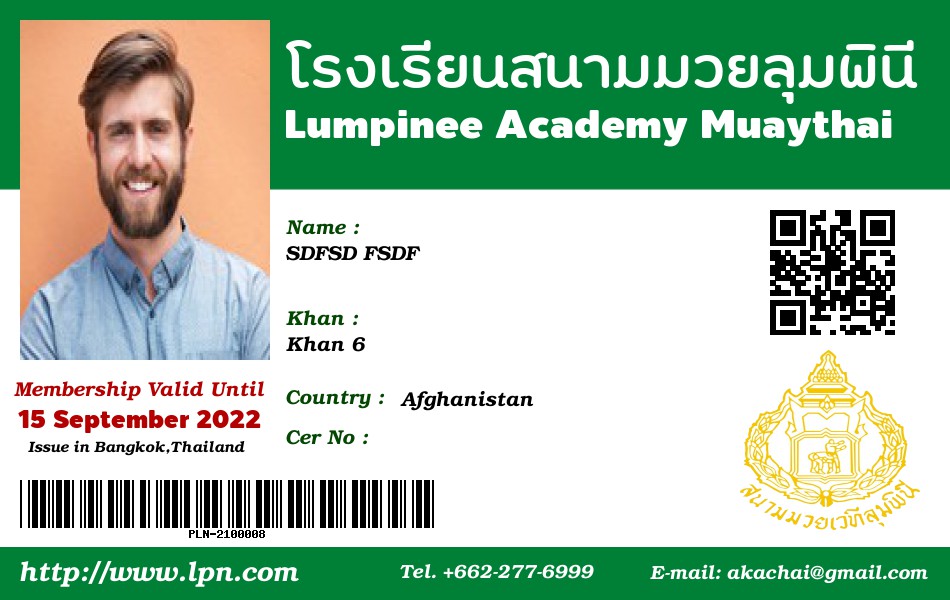 โรงเรียนสนามมวยลุมพินี
Lumpinee Academy Muaythai
Name :
SDFSD FSDF
Khan :
Khan 6
Country : Afghanistan
Cer No :
Membership Valid Until
15 September 2022
Issue in Bangkok,Thailand
PLN-2100008
สนามมวยเวทีลุมพินี
http://www.lpn.com
Tel. +662-277-6999
E-mail: akachai@gmail.com